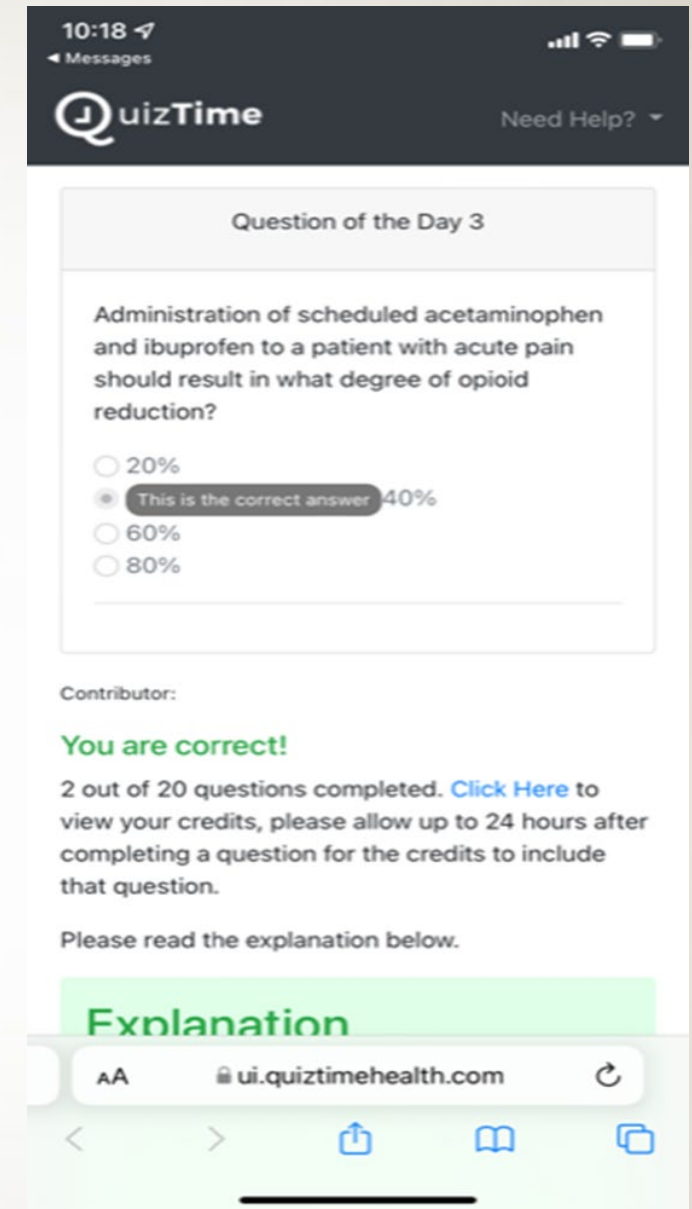 10:18
◀ Messages
QuizTime
Need Help?
Question of the Day 3
Administration of scheduled acetaminophen
and ibuprofen to a patient with acute pain
should result in what degree of opioid
reduction?
20%
This is the correct answer 40%
60%
80%
Contributor:
You are correct!
2 out of 20 questions completed. Click Here to
view your credits, please allow up to 24 hours after
completing a question for the credits to include
that question.
Please read the explanation below.
Explanation
AA
ui.quiztimehealth.com